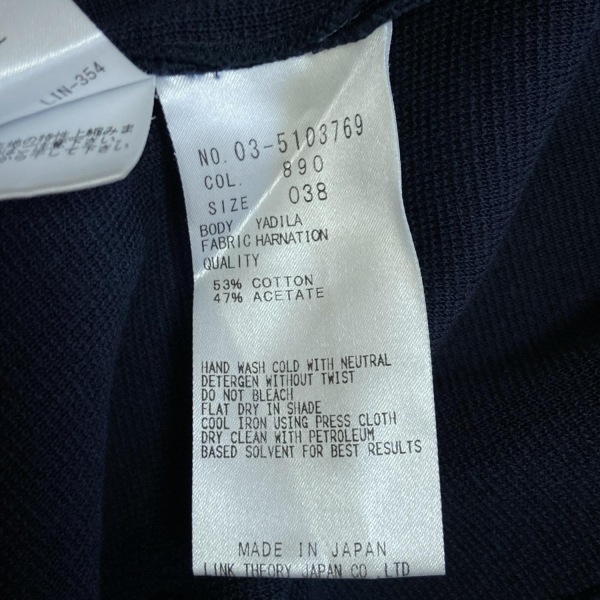 LIN-354
NO. 03-5103769
COL. 890
SIZE 038
BODY YADILA
FABRIC HARNATION
QUALITY
53% COTTON
47% ACETATE
HAND WASH COLD WITH NEUTRAL
DETERGEN WITHOUT TWIST
DO NOT BLEACH
FLAT DRY IN SHADE
COOL IRON USING PRESS CLOTH
DRY CLEAN WITH PETROLEUM
BASED SOLVENT FOR BEST RESULTS
MADE IN JAPAN
LINK THEORY JAPAN CO.,LTD